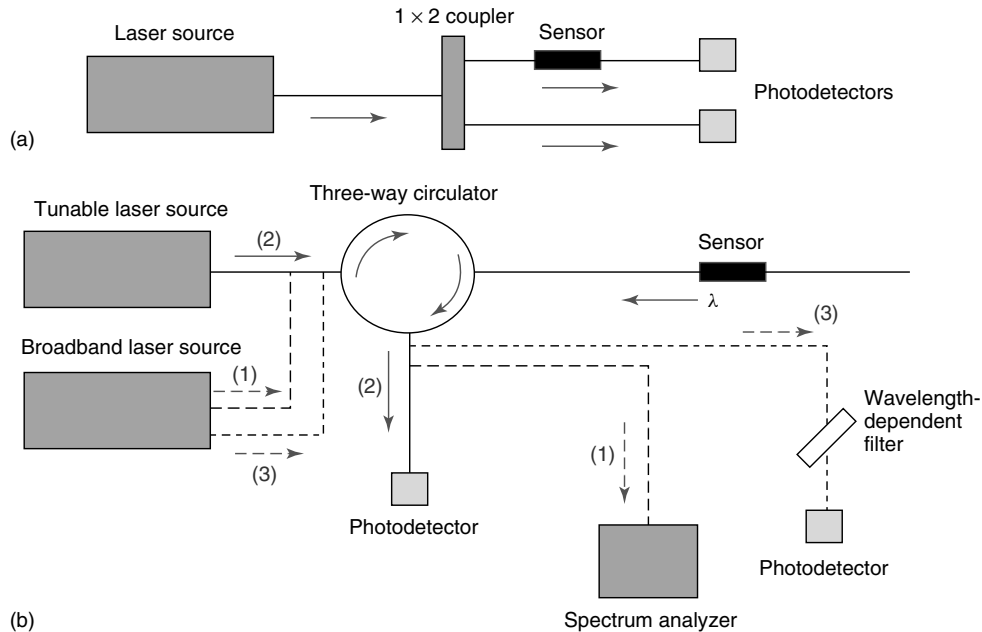 1 × 2 coupler
Laser source
Sensor
Photodetectors
(a)
Three-way circulator
Tunable laser source
(2)
Sensor
λ
(3)
Broadband laser source
(1)
(2)
Wavelength-
dependent
filter
(1)
(3)
Photodetector
Photodetector
Spectrum analyzer
(b)